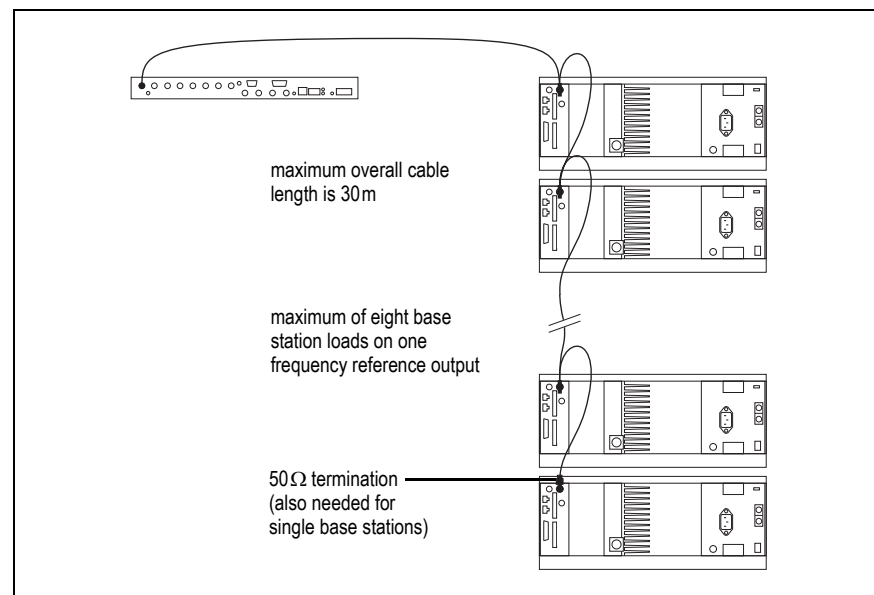 maximum overall cable
length is 30m
maximum of eight base
station loads on one
frequency reference output
50Ω termination
(also needed for
single base stations)